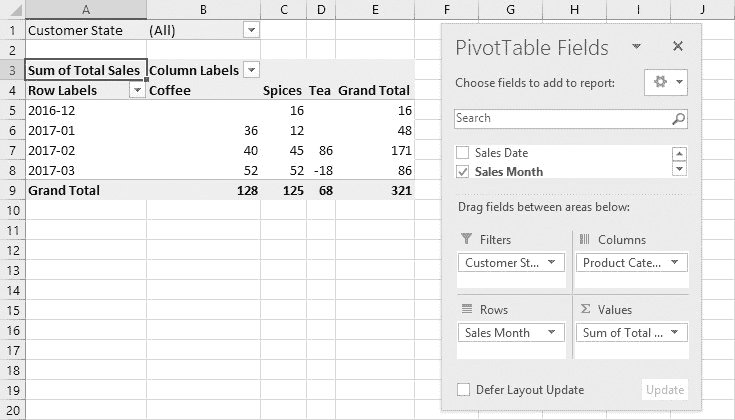 A B C D E F G H I J
1 Customer State (All)
2
3 Sum of Total Sales Column Labels
4 Row Labels Coffee Spices Tea Grand Total
5 2016-12 16 16
6 2017-01 36 12 48
7 2017-02 40 45 86 171
8 2017-03 52 52 -18 86
9 Grand Total 128 125 68 321
10
11
12
13
14
15
16
17
18
19
20
PivotTable Fields
Choose fields to add to report:
Search
Sales Date
Sales Month
Drag fields between areas below:
Filters Columns
Customer St... Product Cate...
Rows Σ Values
Sales Month Sum of Total ...
Defer Layout Update Update